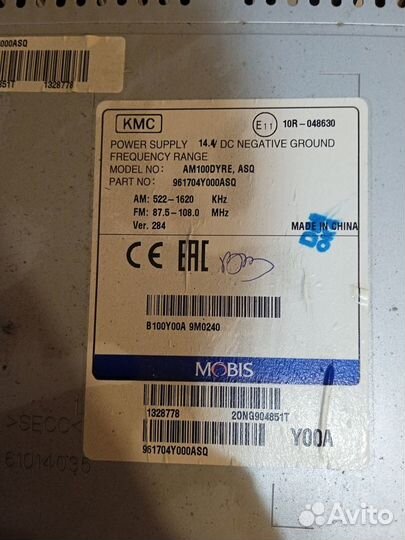 000ASQ
851T 1328778
KMC
E11 10R-048630
POWER SUPPLY 14.4V DC NEGATIVE GROUND
FREQUENCY RANGE
MODEL NO: AM100DYRE, ASQ
PART NO: 961704Y000ASQ
AM: 522-1620 KHz
FM: 87.5-108.0 MHz
Ver. 284
MADE IN CHINA
CE EAC
B100Y00A 9M0240
MOBIS
1328778 20NG904851T
Y00A
961704Y000ASQ
>SECC<
61014035
Avito